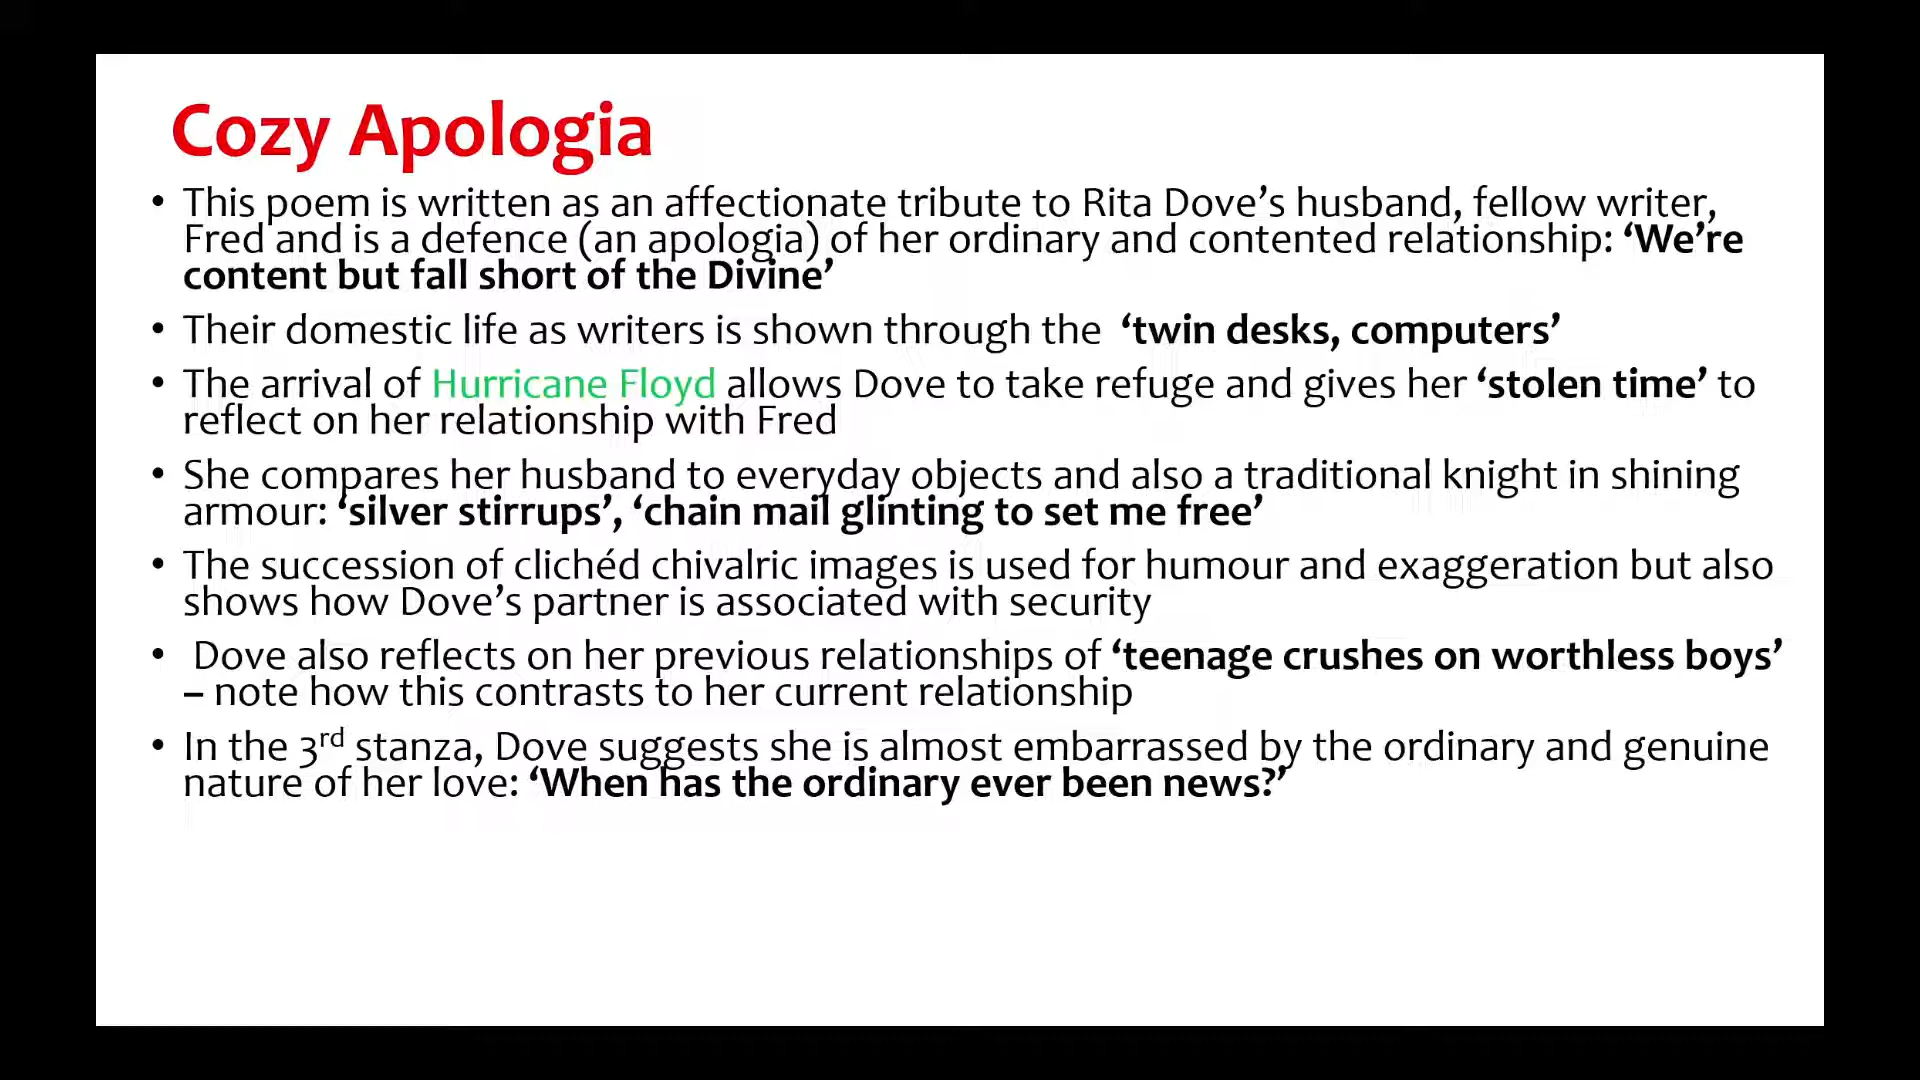 Cozy Apologia
• This poem is written as an affectionate tribute to Rita Dove’s husband, fellow writer,
Fred and is a defence (an apologia) of her ordinary and contented relationship: ‘We’re
content but fall short of the Divine’
• Their domestic life as writers is shown through the ‘twin desks, computers’
• The arrival of Hurricane Floyd allows Dove to take refuge and gives her ‘stolen time’ to
reflect on her relationship with Fred
• She compares her husband to everyday objects and also a traditional knight in shining
armour: ‘silver stirrups’, ‘chain mail glinting to set me free’
• The succession of clichéd chivalric images is used for humour and exaggeration but also
shows how Dove’s partner is associated with security
• Dove also reflects on her previous relationships of ‘teenage crushes on worthless boys’
– note how this contrasts to her current relationship
• In the 3rd stanza, Dove suggests she is almost embarrassed by the ordinary and genuine
nature of her love: ‘When has the ordinary ever been news?’